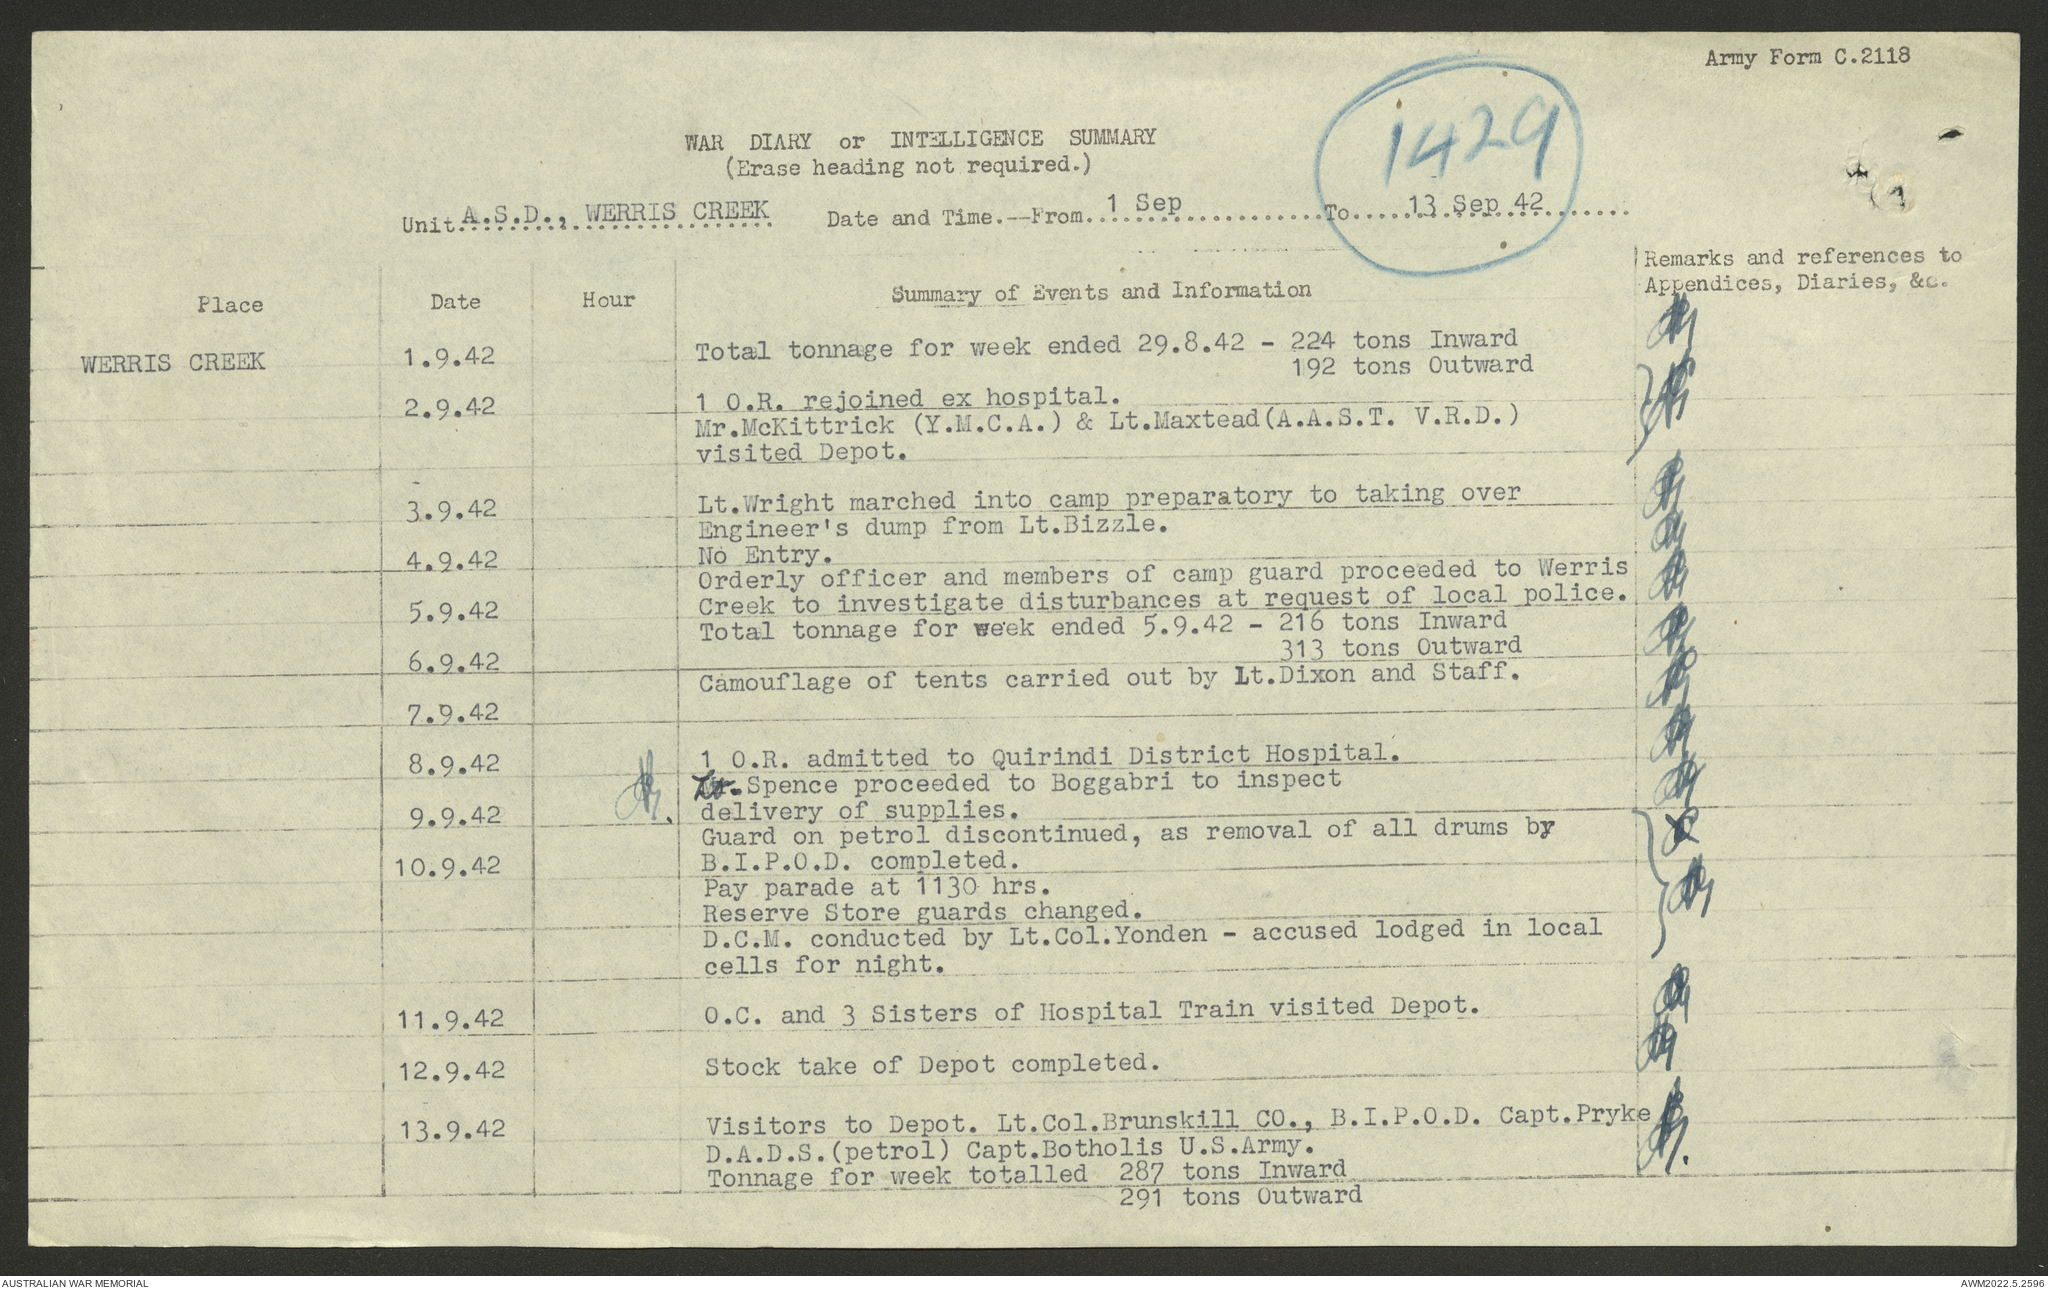 Army Form C.2118
1429
WAR DIARY or INTELLIGENCE SUMMARY
(Erase heading not required.)
Unit..A.S.D., WERRIS CREEK Date and Time.--From..1 Sep..................To.....13 Sep 42.......
Place Date Hour Summary of Events and Information Remarks and references to
Appendices, Diaries, &c.
WERRIS CREEK 1.9.42 Total tonnage for week ended 29.8.42 - 224 tons Inward
192 tons Outward
2.9.42 1 O.R. rejoined ex hospital.
Mr.McKittrick (Y.M.C.A.) & Lt.Maxtead(A.A.S.T. V.R.D.)
visited Depot.
3.9.42 Lt.Wright marched into camp preparatory to taking over
Engineer's dump from Lt.Bizzle.
4.9.42 No Entry.
Orderly officer and members of camp guard proceeded to Werris
5.9.42 Creek to investigate disturbances at request of local police.
Total tonnage for week ended 5.9.42 - 216 tons Inward
6.9.42 313 tons Outward
Camouflage of tents carried out by Lt.Dixon and Staff.
7.9.42
8.9.42 1 O.R. admitted to Quirindi District Hospital.
Lt.Spence proceeded to Boggabri to inspect
9.9.42 delivery of supplies.
Guard on petrol discontinued, as removal of all drums by
10.9.42 B.I.P.O.D. completed.
Pay parade at 1130 hrs.
Reserve Store guards changed.
D.C.M. conducted by Lt.Col.Yonden - accused lodged in local
cells for night.
11.9.42 O.C. and 3 Sisters of Hospital Train visited Depot.
12.9.42 Stock take of Depot completed.
13.9.42 Visitors to Depot. Lt.Col.Brunskill CO., B.I.P.O.D. Capt.Pryke
D.A.D.S.(petrol) Capt.Botholis U.S.Army.
Tonnage for week totalled 287 tons Inward
291 tons Outward
AUSTRALIAN WAR MEMORIAL AWM2022.5.2596